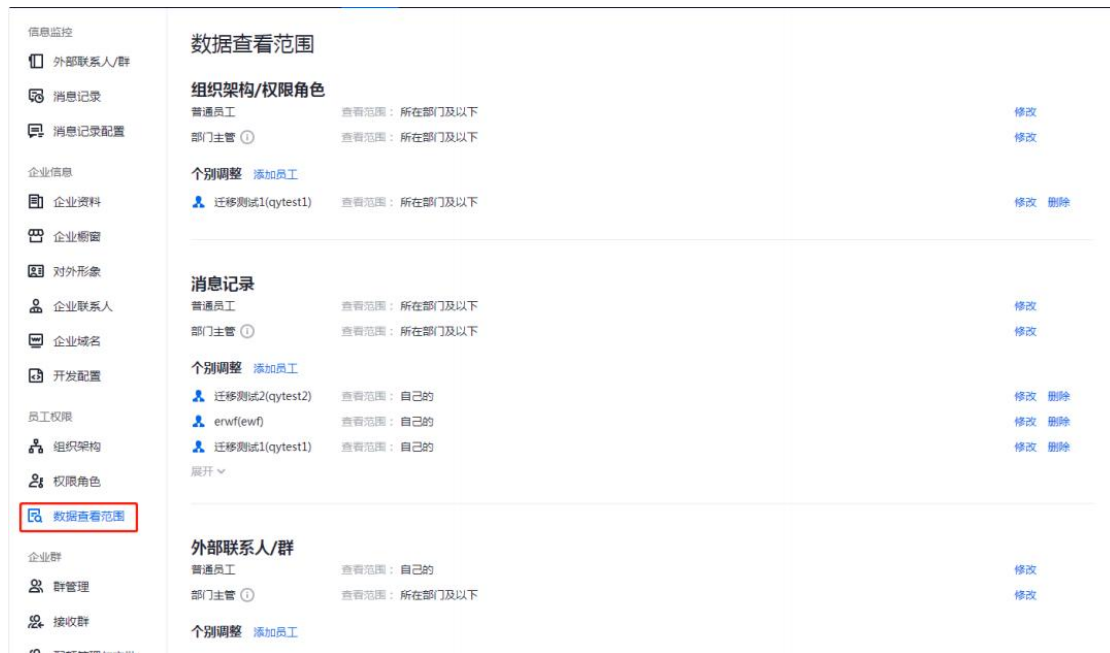 信息监控
外部联系人/群
消息记录
消息记录配置
企业信息
企业资料
企业橱窗
对外形象
企业联系人
企业域名
开发配置
员工权限
组织架构
权限角色
数据查看范围
企业群
群管理
接收群
数据查看范围
组织架构/权限角色
普通员工 查看范围： 所在部门及以下 修改
部门主管 查看范围： 所在部门及以下 修改
个别调整 添加员工
迁移测试1(qytest1) 查看范围： 所在部门及以下 修改 删除
消息记录
普通员工 查看范围： 所在部门及以下 修改
部门主管 查看范围： 所在部门及以下 修改
个别调整 添加员工
迁移测试2(qytest2) 查看范围： 自己的 修改 删除
erwf(ewf) 查看范围： 自己的 修改 删除
迁移测试1(qytest1) 查看范围： 自己的 修改 删除
展开
外部联系人/群
普通员工 查看范围： 自己的 修改
部门主管 查看范围： 所在部门及以下 修改
个别调整 添加员工